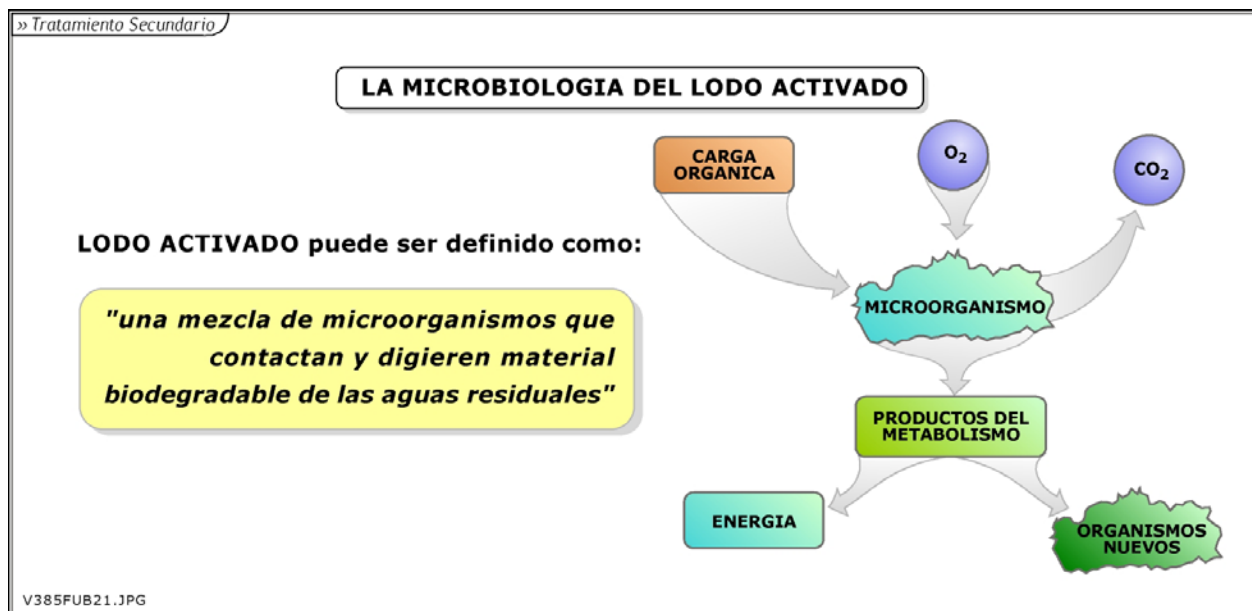 » Tratamiento Secundario
LA MICROBIOLOGIA DEL LODO ACTIVADO
CARGA
ORGANICA
O₂
CO₂
LODO ACTIVADO puede ser definido como:
"una mezcla de microorganismos que
contactan y digieren material
biodegradable de las aguas residuales"
MICROORGANISMO
PRODUCTOS DEL
METABOLISMO
ENERGIA
ORGANISMOS
NUEVOS
V385FUB21.JPG